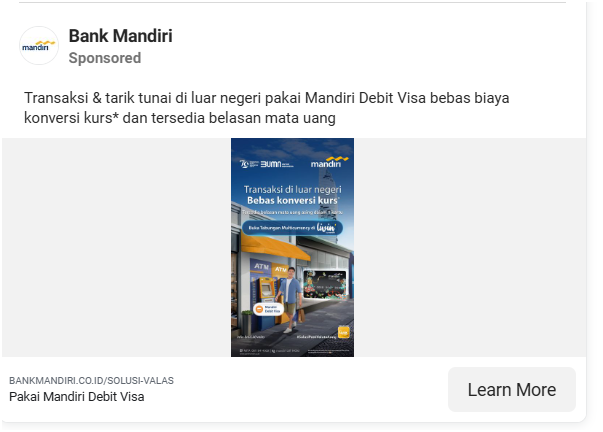 mandiri
Bank Mandiri
Sponsored
Transaksi & tarik tunai di luar negeri pakai Mandiri Debit Visa bebas biaya
konversi kurs* dan tersedia belasan mata uang
BUMN
mandiri
Transaksi di luar negeri
Bebas konversi kurs*
Buka Tabungan Multicurrency di livin'
ATM
ATM
Debit Visa
BANKMANDIRI.CO.ID/SOLUSI-VALAS
Pakai Mandiri Debit Visa
Learn More